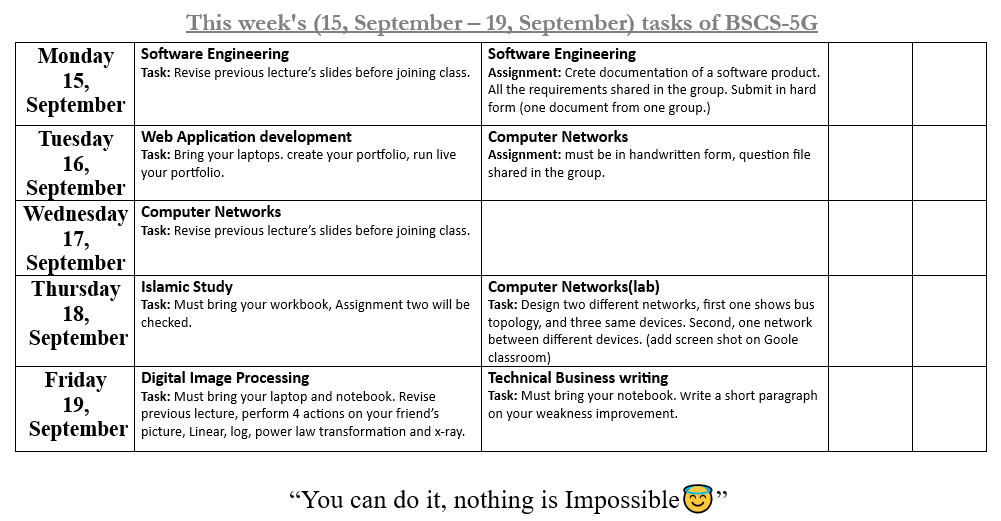 This week's (15, September – 19, September) tasks of BSCS-5G
Monday
15,
September
Software Engineering
Task: Revise previous lecture's slides before joining class.
Software Engineering
Assignment: Crete documentation of a software product.
All the requirements shared in the group. Submit in hard
form (one document from one group.)
Tuesday
16,
September
Web Application development
Task: Bring your laptops. create your portfolio, run live
your portfolio.
Computer Networks
Assignment: must be in handwritten form, question file
shared in the group.
Wednesday
17,
September
Computer Networks
Task: Revise previous lecture's slides before joining class.
Thursday
18,
September
Islamic Study
Task: Must bring your workbook, Assignment two will be
checked.
Computer Networks(lab)
Task: Design two different networks, first one shows bus
topology, and three same devices. Second, one network
between different devices. (add screen shot on Goole
classroom)
Friday
19,
September
Digital Image Processing
Task: Must bring your laptop and notebook. Revise
previous lecture, perform 4 actions on your friend's
picture, Linear, log, power law transformation and x-ray.
Technical Business writing
Task: Must bring your notebook. Write a short paragraph
on your weakness improvement.
“You can do it, nothing is Impossible😇”